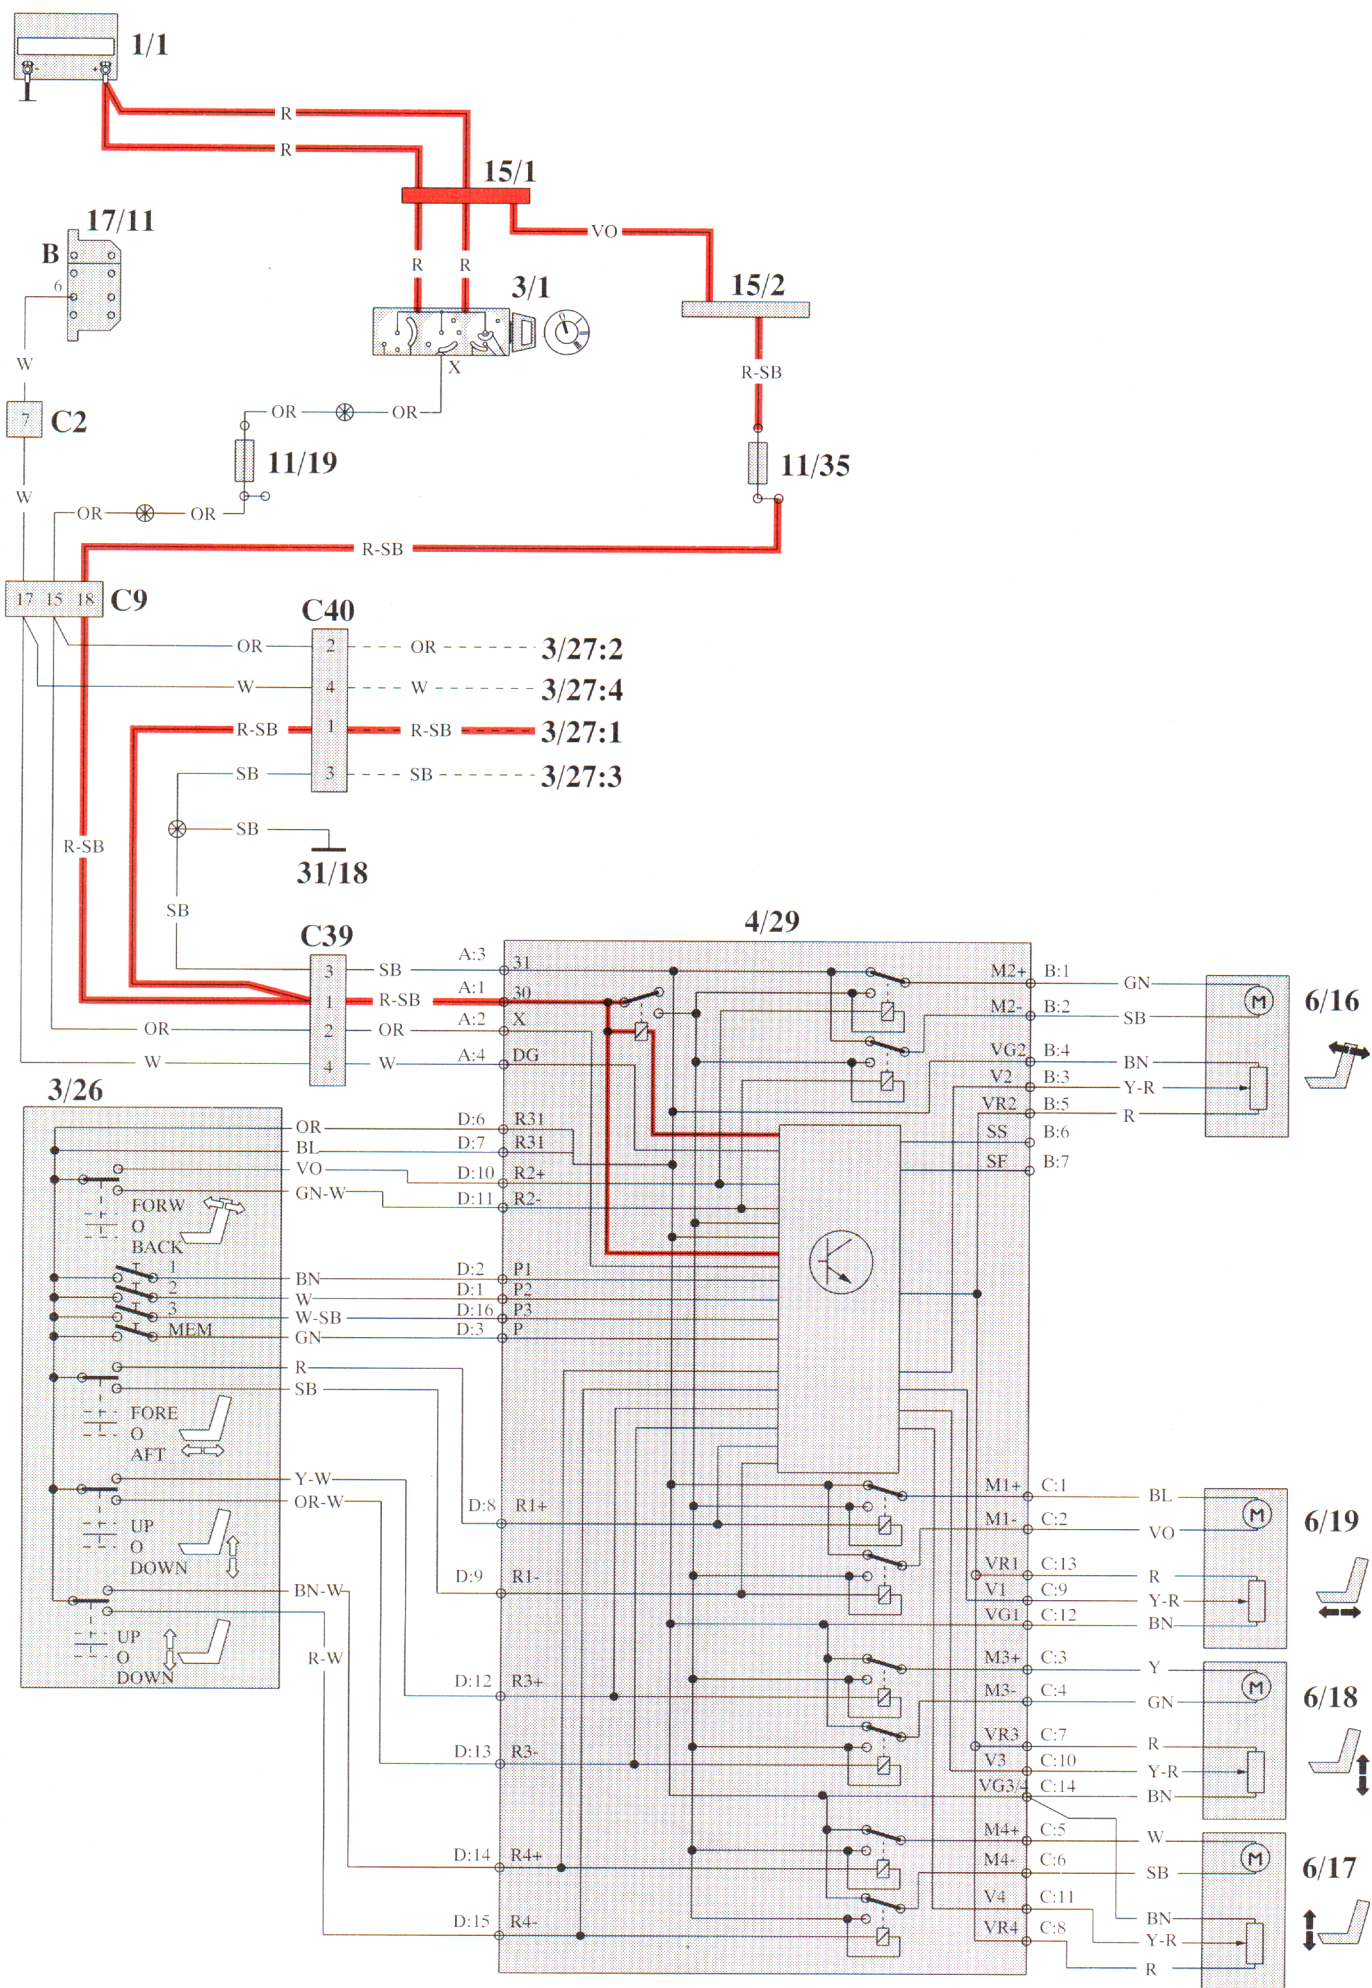 1/1
- +
R
R
15/1
17/11
VO
B
R R
6
3/1
15/2
0
X
W
R-SB
OR OR
7 C2
11/19
11/35
W
OR OR
R-SB
17 15 18 C9
C40
OR 2 OR 3/27:2
W 4 W 3/27:4
R-SB 1 R-SB 3/27:1
SB 3 SB 3/27:3
SB
R-SB
31/18
SB
4/29
C39
3 SB A:3 31 M2+ B:1 GN
1 R-SB A:1 30 M 6/16
OR 2 OR A:2 X M2- B:2 SB
W 4 W A:4 DG VG2 B:4 BN
V2 B:3 Y-R
3/26
VR2 B:5 R
OR D:6 R31 SS B:6
BL D:7 R31
VO D:10 R2+ SF B:7
GN-W D:11 R2-
FORW
O
BACK
1 BN D:2 P1
2 W D:1 P2
3 W-SB D:16 P3
MEM GN D:3 P
R
SB
FORE
O
AFT
Y-W
OR-W
D:8 R1+ M1+ C:1 BL
M 6/19
UP M1- C:2 VO
O
DOWN
D:9 R1- VR1 C:13 R
BN-W V1 C:9 Y-R
VG1 C:12 BN
UP
O
DOWN
R-W
M3+ C:3 Y
D:12 R3+ M 6/18
M3- C:4 GN
VR3 C:7 R
D:13 R3- V3 C:10 Y-R
VG3/4 C:14 BN
M4+ C:5 W
D:14 R4+ M 6/17
M4- C:6 SB
V4 C:11 BN
Y-R
D:15 R4- VR4 C:8
R